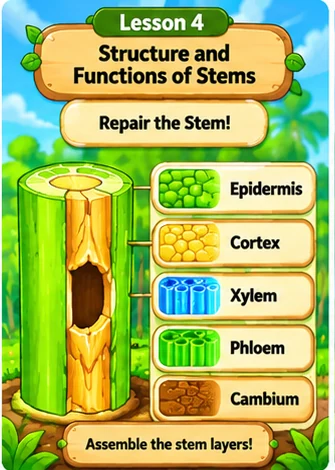 Lesson 4
Structure and
Functions of Stems
Repair the Stem!
Epidermis
Cortex
Xylem
Phloem
Cambium
Assemble the stem layers!